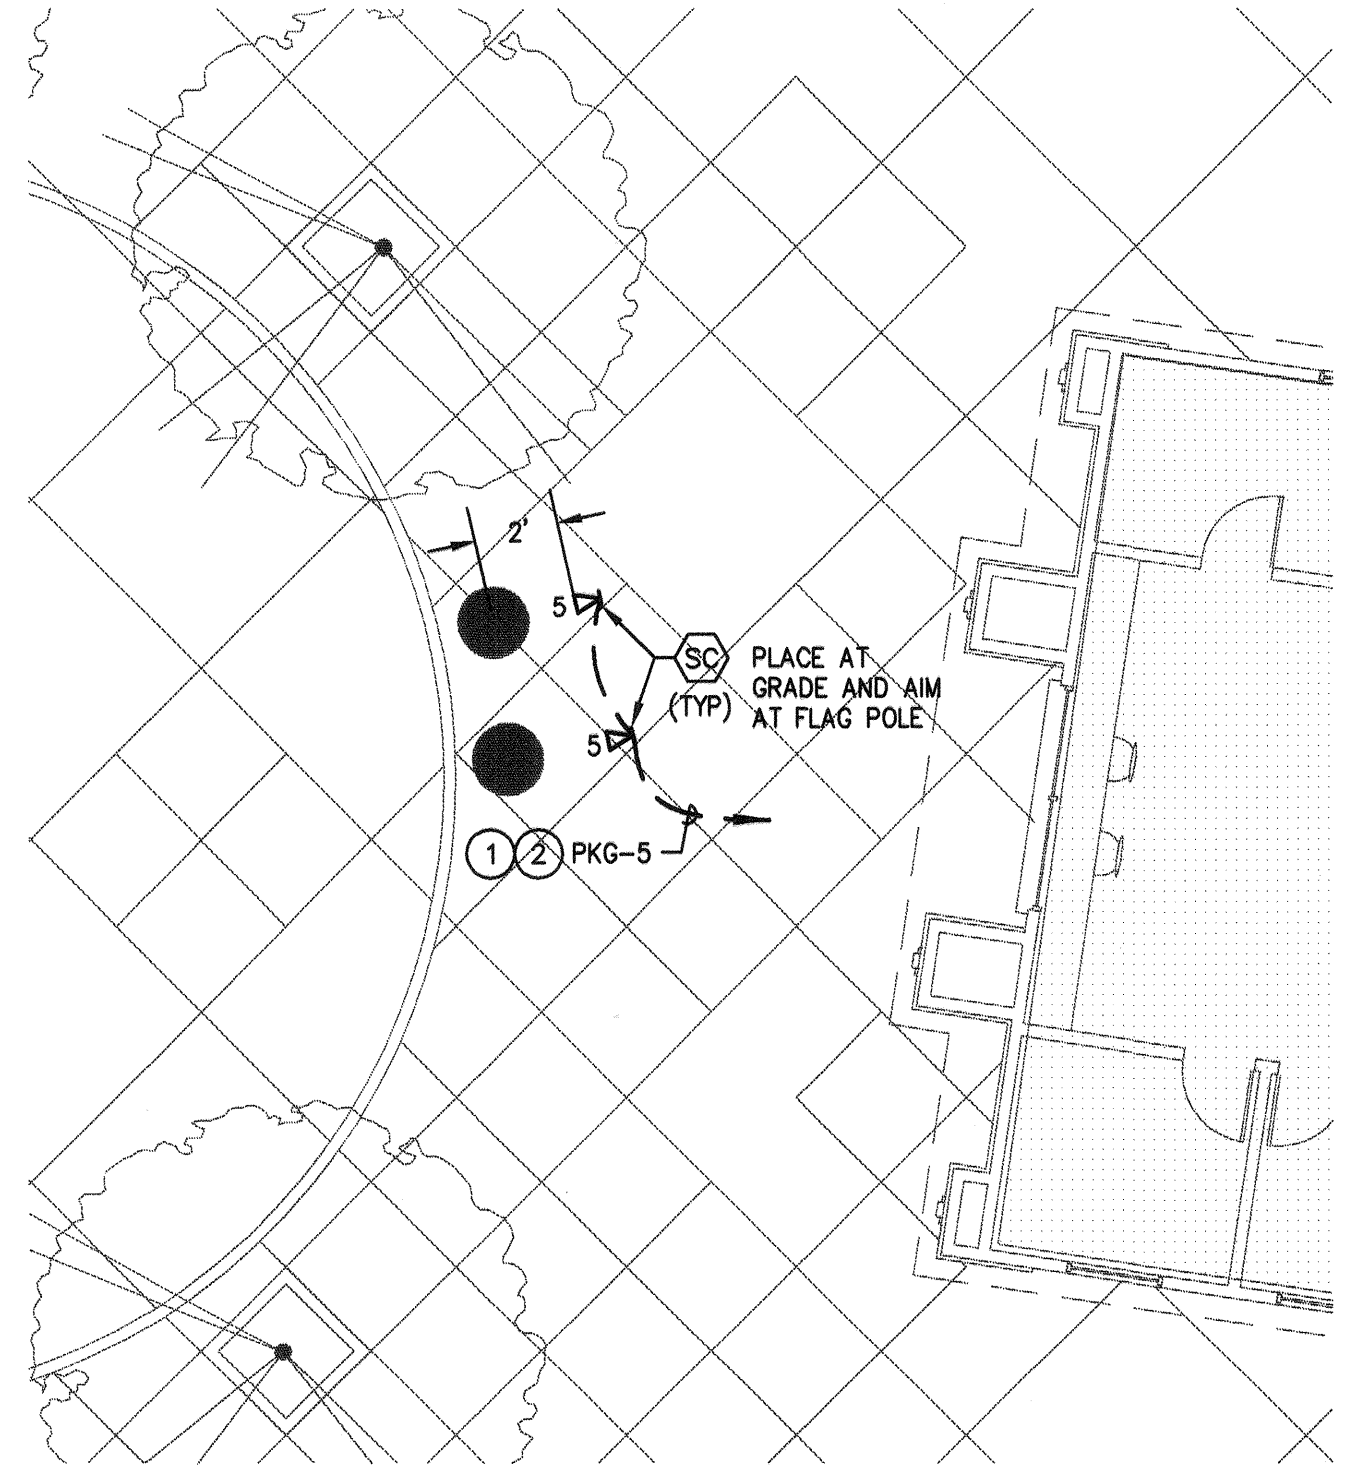 2'
5
SC
(TYP)
PLACE AT
GRADE AND AIM
AT FLAG POLE
5
1 2 PKG-5